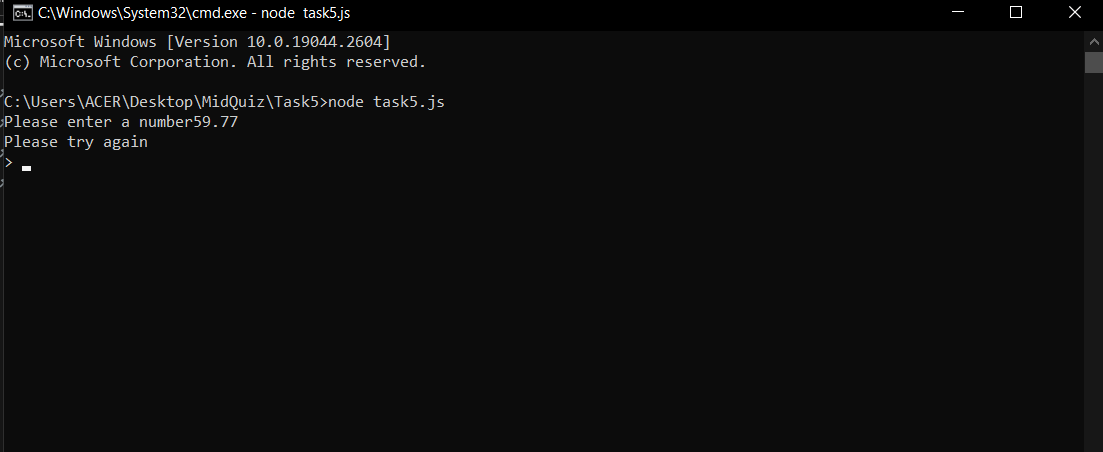 C:\Windows\System32\cmd.exe - node  task5.js
Microsoft Windows [Version 10.0.19044.2604]
(c) Microsoft Corporation. All rights reserved.
C:\Users\ACER\Desktop\MidQuiz\Task5>node task5.js
Please enter a number59.77
Please try again
>